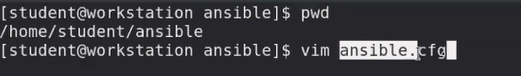 [student@workstation ansible]$ pwd
/home/student/ansible
[student@workstation ansible]$ vim ansible.cfg